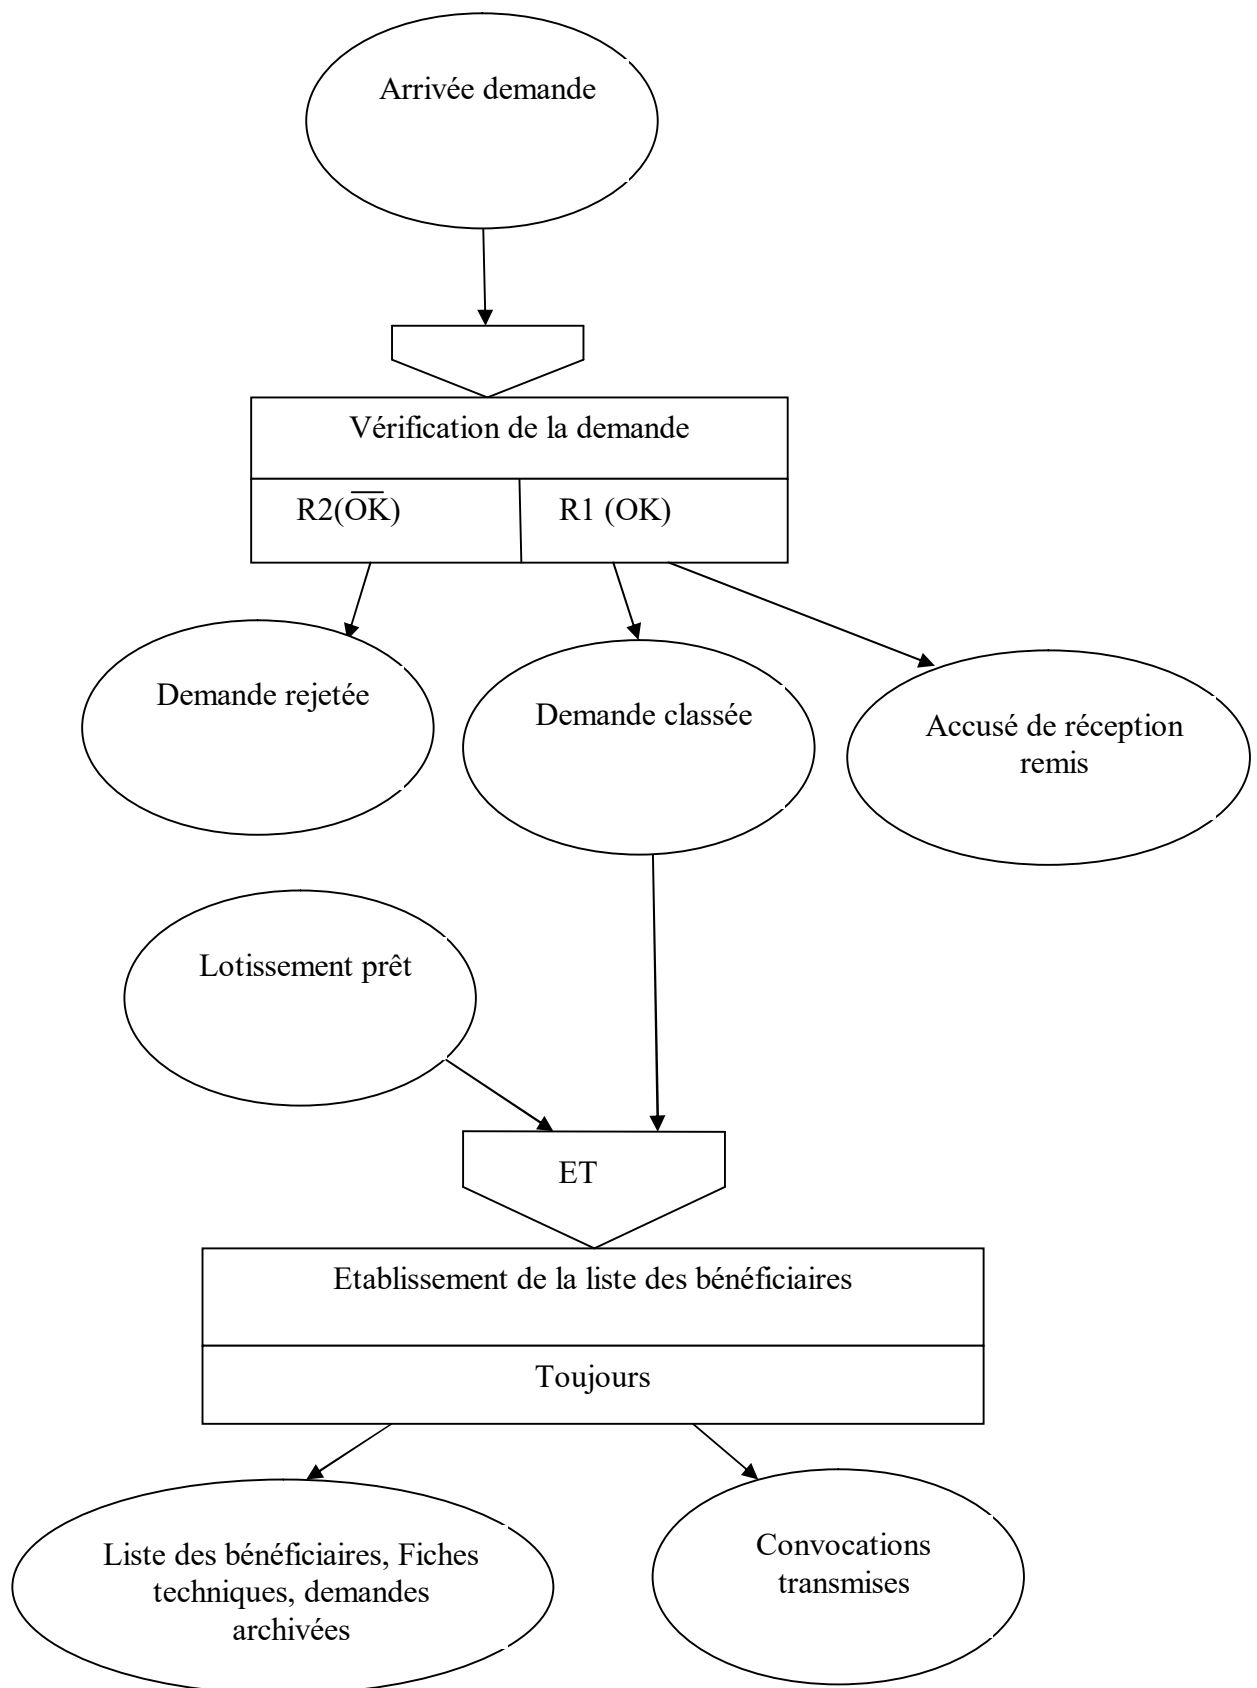 Arrivée demande
Vérification de la demande
R2(O̅K̅)
R1 (OK)
Demande rejetée
Demande classée
Accusé de réception
remis
Lotissement prêt
ET
Etablissement de la liste des bénéficiaires
Toujours
Liste des bénéficiaires, Fiches
techniques, demandes
archivées
Convocations
transmises